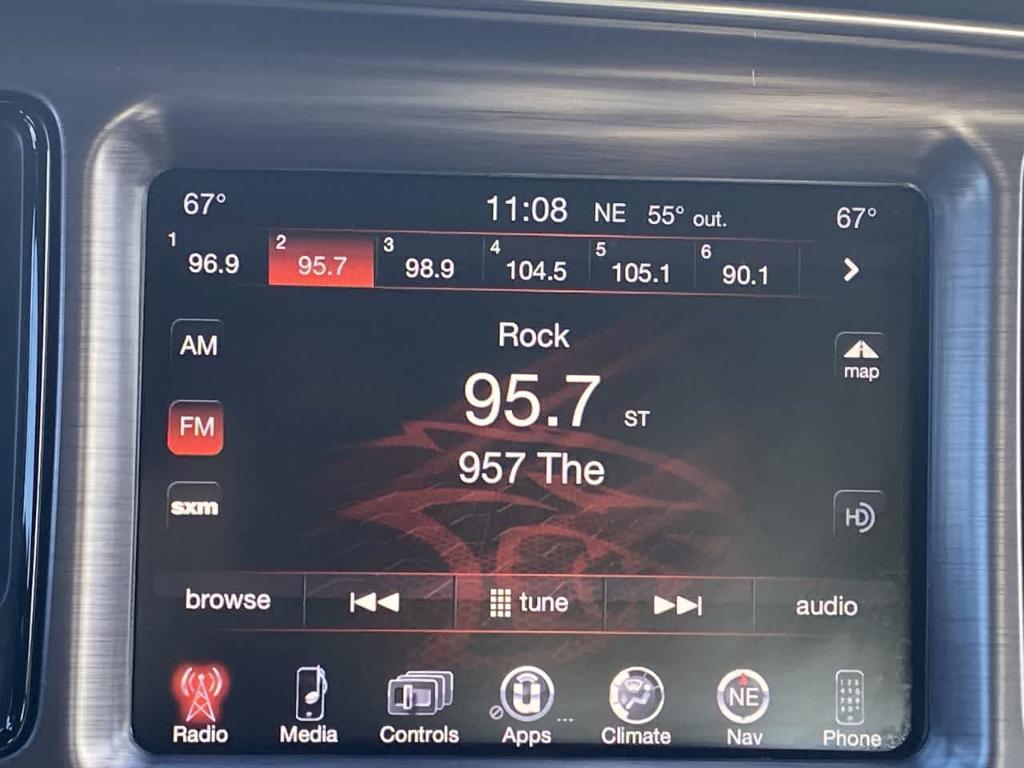 67° 11:08 NE 55° out. 67°
1 96.9 2 95.7 3 98.9 4 104.5 5 105.1 6 90.1
AM
Rock
map
95.7 ST
FM
957 The
sxm
HD
browse tune audio
NE
Radio Media Controls Apps Climate Nav Phone